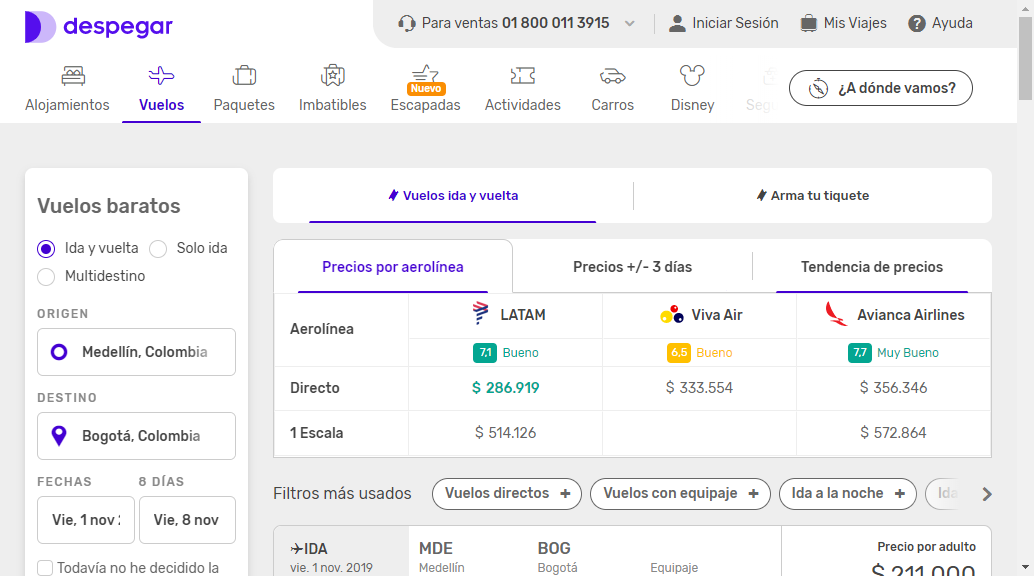 despegar
Para ventas 01 800 011 3915
Iniciar Sesión
Mis Viajes
Ayuda
Nuevo
Alojamientos
Vuelos
Paquetes
Imbatibles
Escapadas
Actividades
Carros
Disney
¿A dónde vamos?
Vuelos baratos
Ida y vuelta
Solo ida
Multidestino
ORIGEN
Medellín, Colombia
DESTINO
Bogotá, Colombia
FECHAS
8 DÍAS
Vie, 1 nov
Vie, 8 nov
Todavía no he decidido la
Vuelos ida y vuelta
Arma tu tiquete
Precios por aerolínea
Precios +/- 3 días
Tendencia de precios
Aerolínea
LATAM
Viva Air
Avianca Airlines
7,1 Bueno
6,5 Bueno
7,7 Muy Bueno
Directo
$ 286.919
$ 333.554
$ 356.346
1 Escala
$ 514.126
$ 572.864
Filtros más usados
Vuelos directos +
Vuelos con equipaje +
Ida a la noche +
Ida
IDA
MDE
BOG
Precio por adulto
vie. 1 nov. 2019
Medellín
Bogotá
Equipaje
$ 211.000